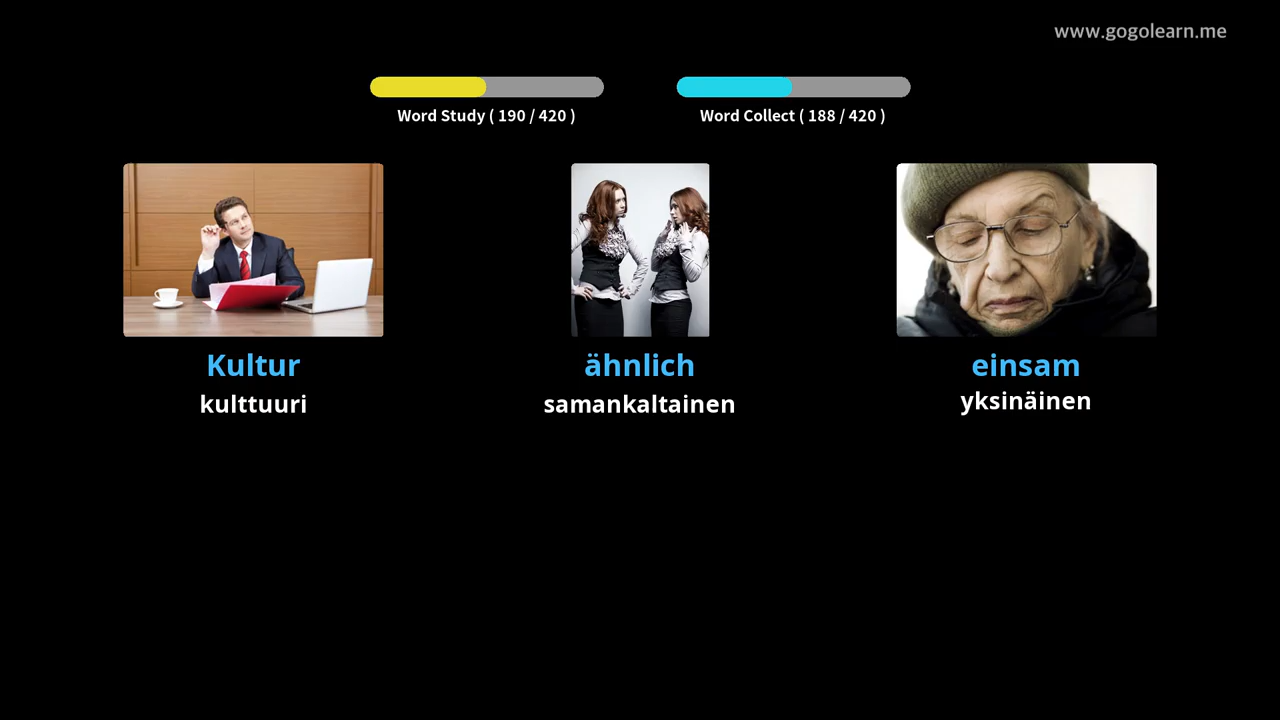 www.gogolearn.me
Word Study ( 190 / 420 )
Word Collect ( 188 / 420 )
Kultur
kulttuuri
ähnlich
samankaltainen
einsam
yksinäinen